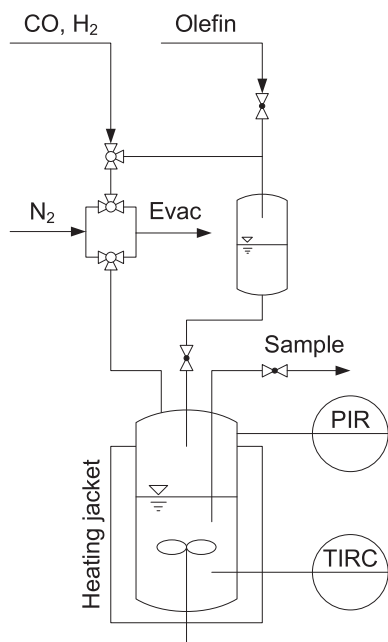 CO, H₂
Olefin
N₂
Evac
Sample
PIR
Heating jacket
TIRC